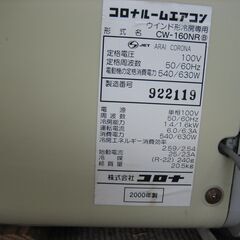 コロナルームエアコン
ウインド形冷房専用
形式名 CW-160NR®
JET ARAI CORONA
定格電圧 100V
定格周波数 50/60Hz
電動機の定格消費電力 540/630W
製造番号
922119
電源 単相100V
周波数 50/60Hz
冷房能力 1.4/1.6kW
運転電流 6.0/6.3A
消費電力 540/630W
冷房エネルギー消費効率 2.59/2.54
始動電流 25/23A
冷媒 (R-22) 240g
質量 20.5kg
株式会社 コロナ
2000年製